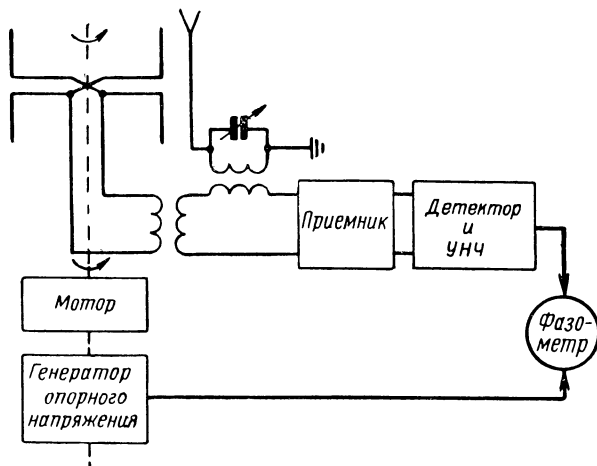 Приемник
Детектор
и
УНЧ
Мотор
Фазо-
метр
Генератор
опорного
напряжения